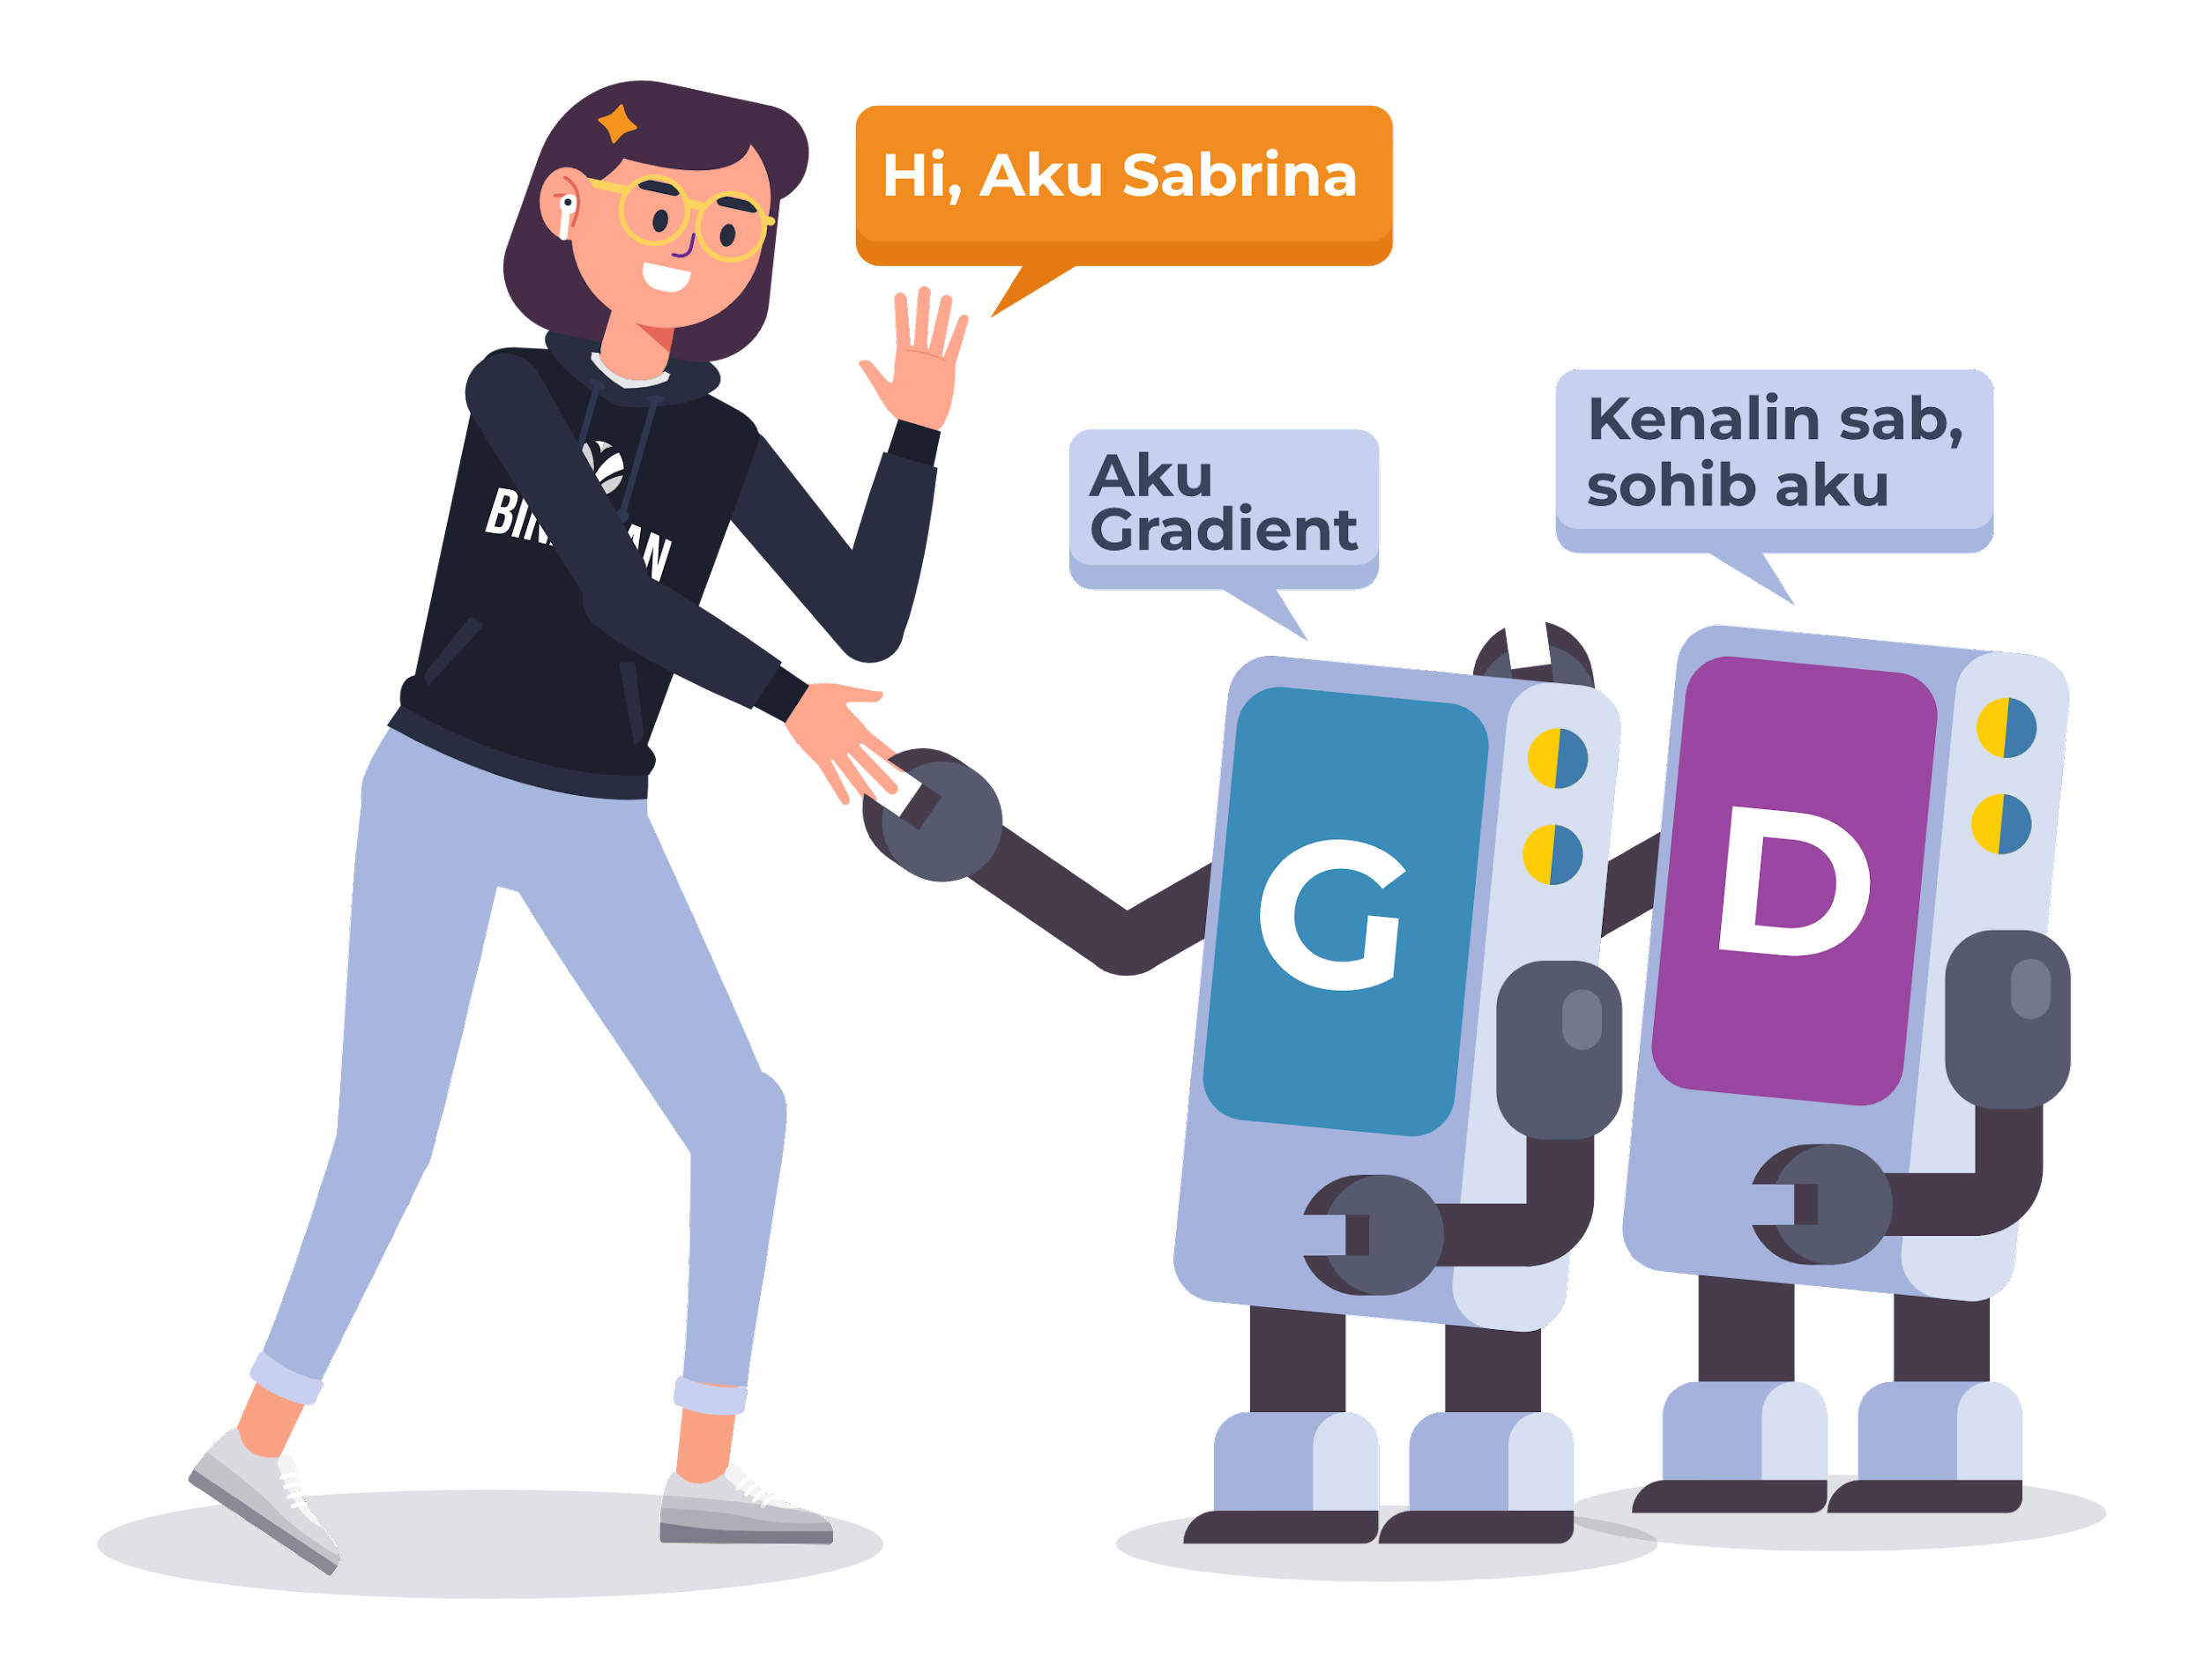 Hi, Aku Sabrina
Aku
Gradient
Kenalin sab,
sohib aku
G
D